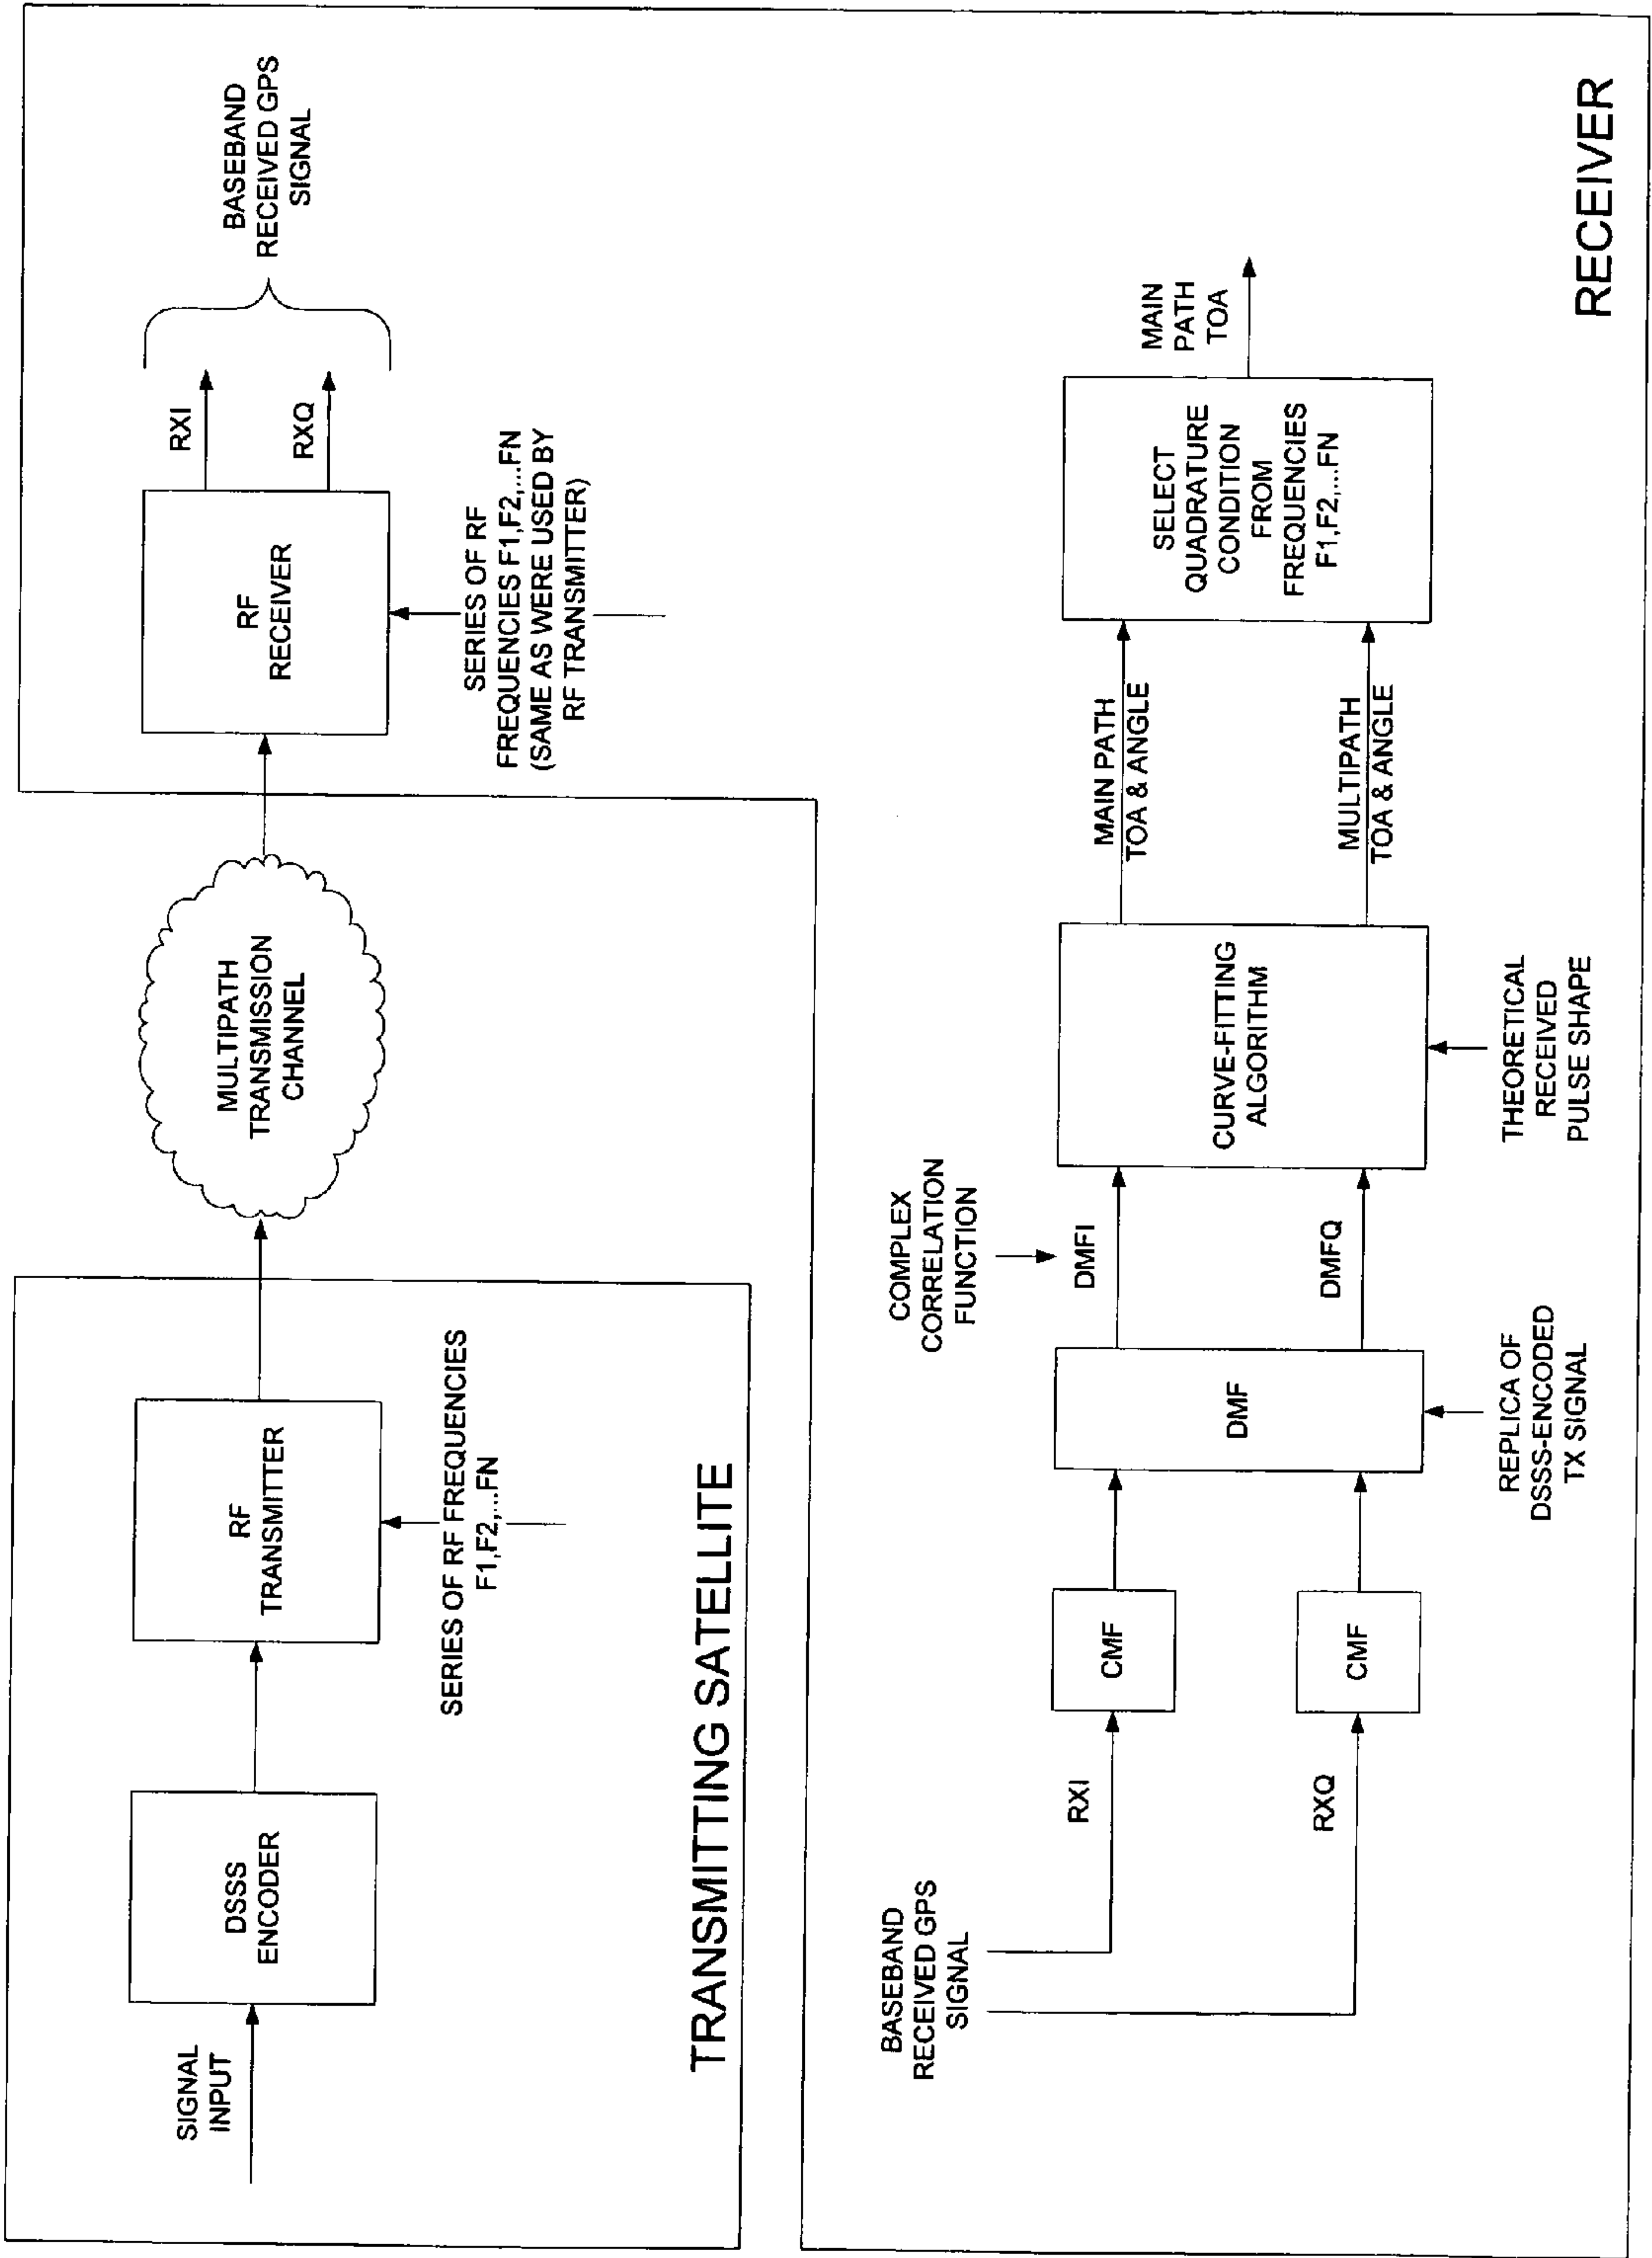 SIGNAL
INPUT
DSSS
ENCODER
RF
TRANSMITTER
SERIES OF RF FREQUENCIES
F1,F2,...FN
TRANSMITTING SATELLITE
MULTIPATH
TRANSMISSION
CHANNEL
RF
RECEIVER
SERIES OF RF
FREQUENCIES F1,F2,...FN
(SAME AS WERE USED BY
RF TRANSMITTER)
RXI
RXQ
BASEBAND
RECEIVED GPS
SIGNAL
BASEBAND
RECEIVED GPS
SIGNAL
RXI
RXQ
CMF
CMF
DMF
REPLICA OF
DSSS-ENCODED
TX SIGNAL
COMPLEX
CORRELATION
FUNCTION
DMFI
DMFQ
CURVE-FITTING
ALGORITHM
THEORETICAL
RECEIVED
PULSE SHAPE
MAIN PATH
TOA & ANGLE
MULTIPATH
TOA & ANGLE
SELECT
QUADRATURE
CONDITION
FROM
FREQUENCIES
F1,F2,...FN
MAIN
PATH
TOA
RECEIVER